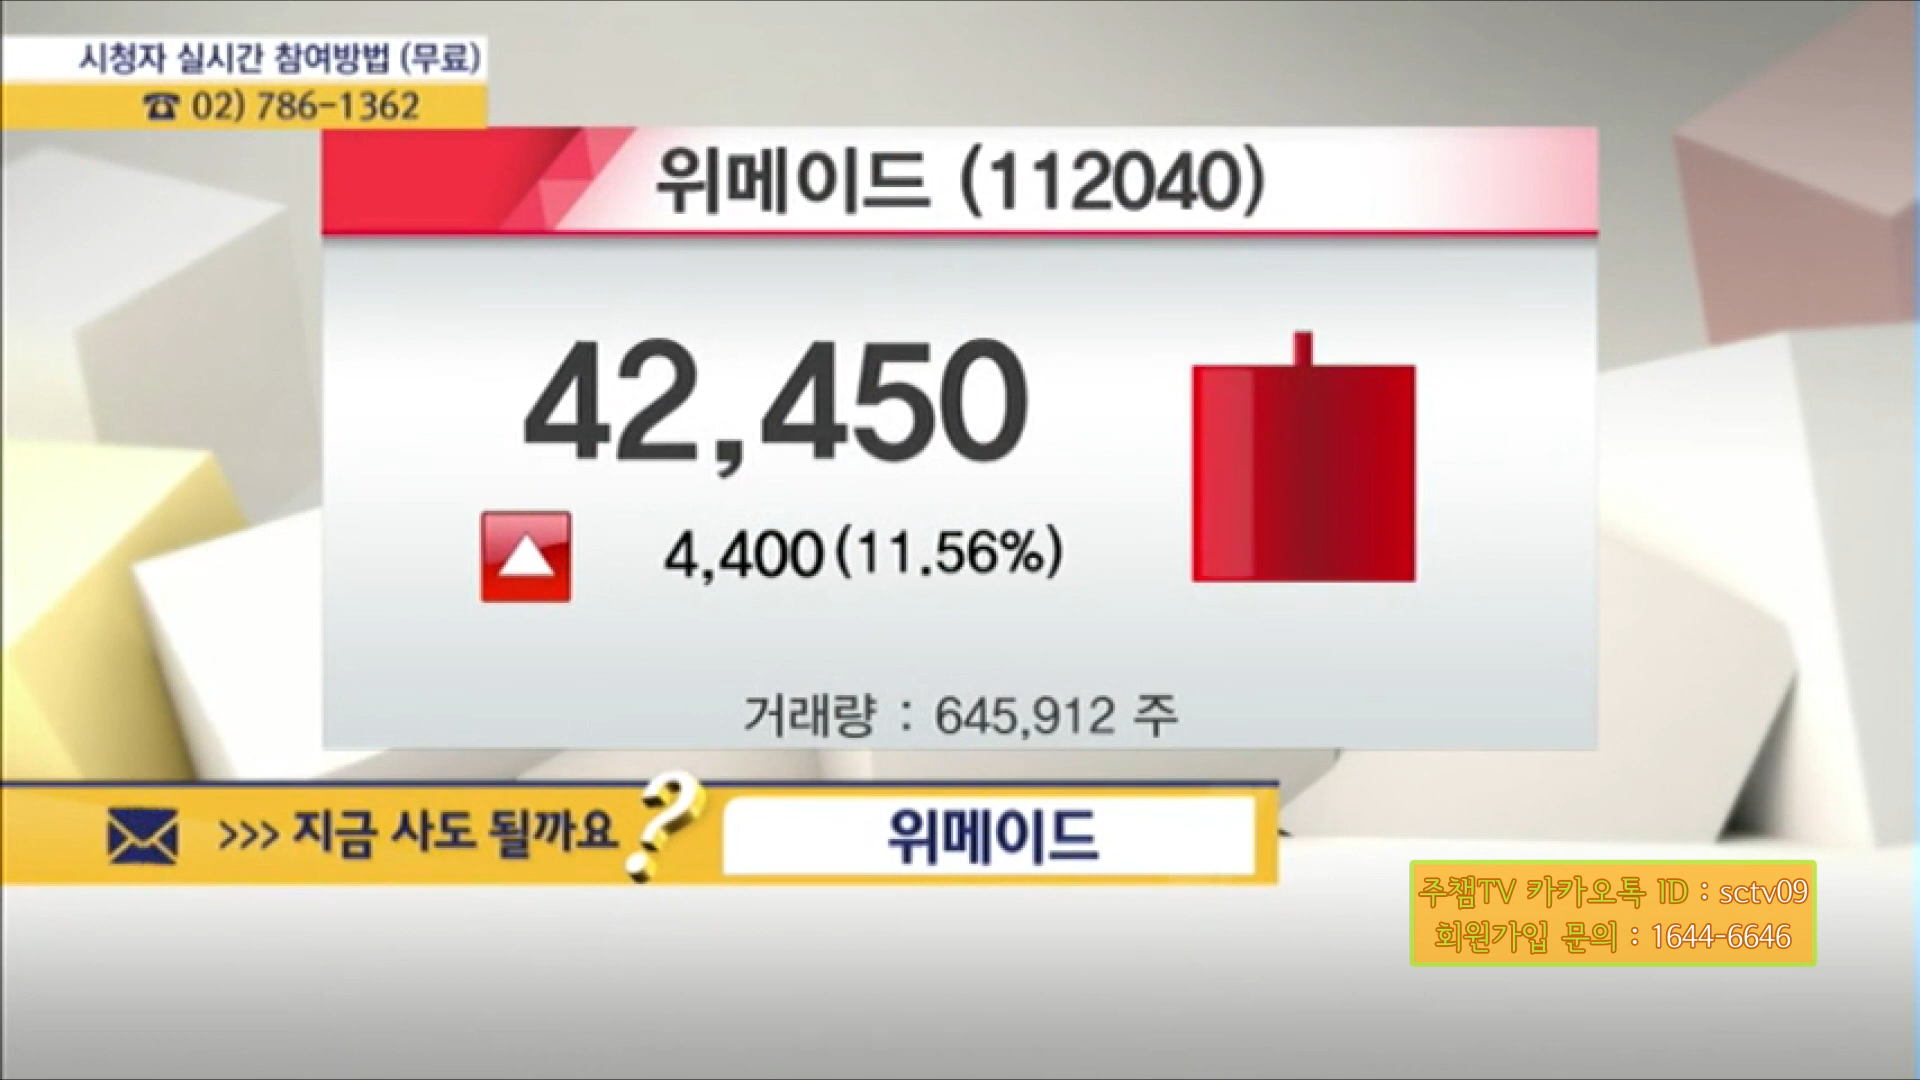 시청자 실시간 참여방법 (무료)
☎ 02) 786-1362
위메이드 (112040)
42,450
4,400(11.56%)
거래량 : 645,912 주
>>> 지금 사도 될까요?
위메이드
주챔TV 카카오톡 ID : sctv09
회원가입 문의 : 1644-6646